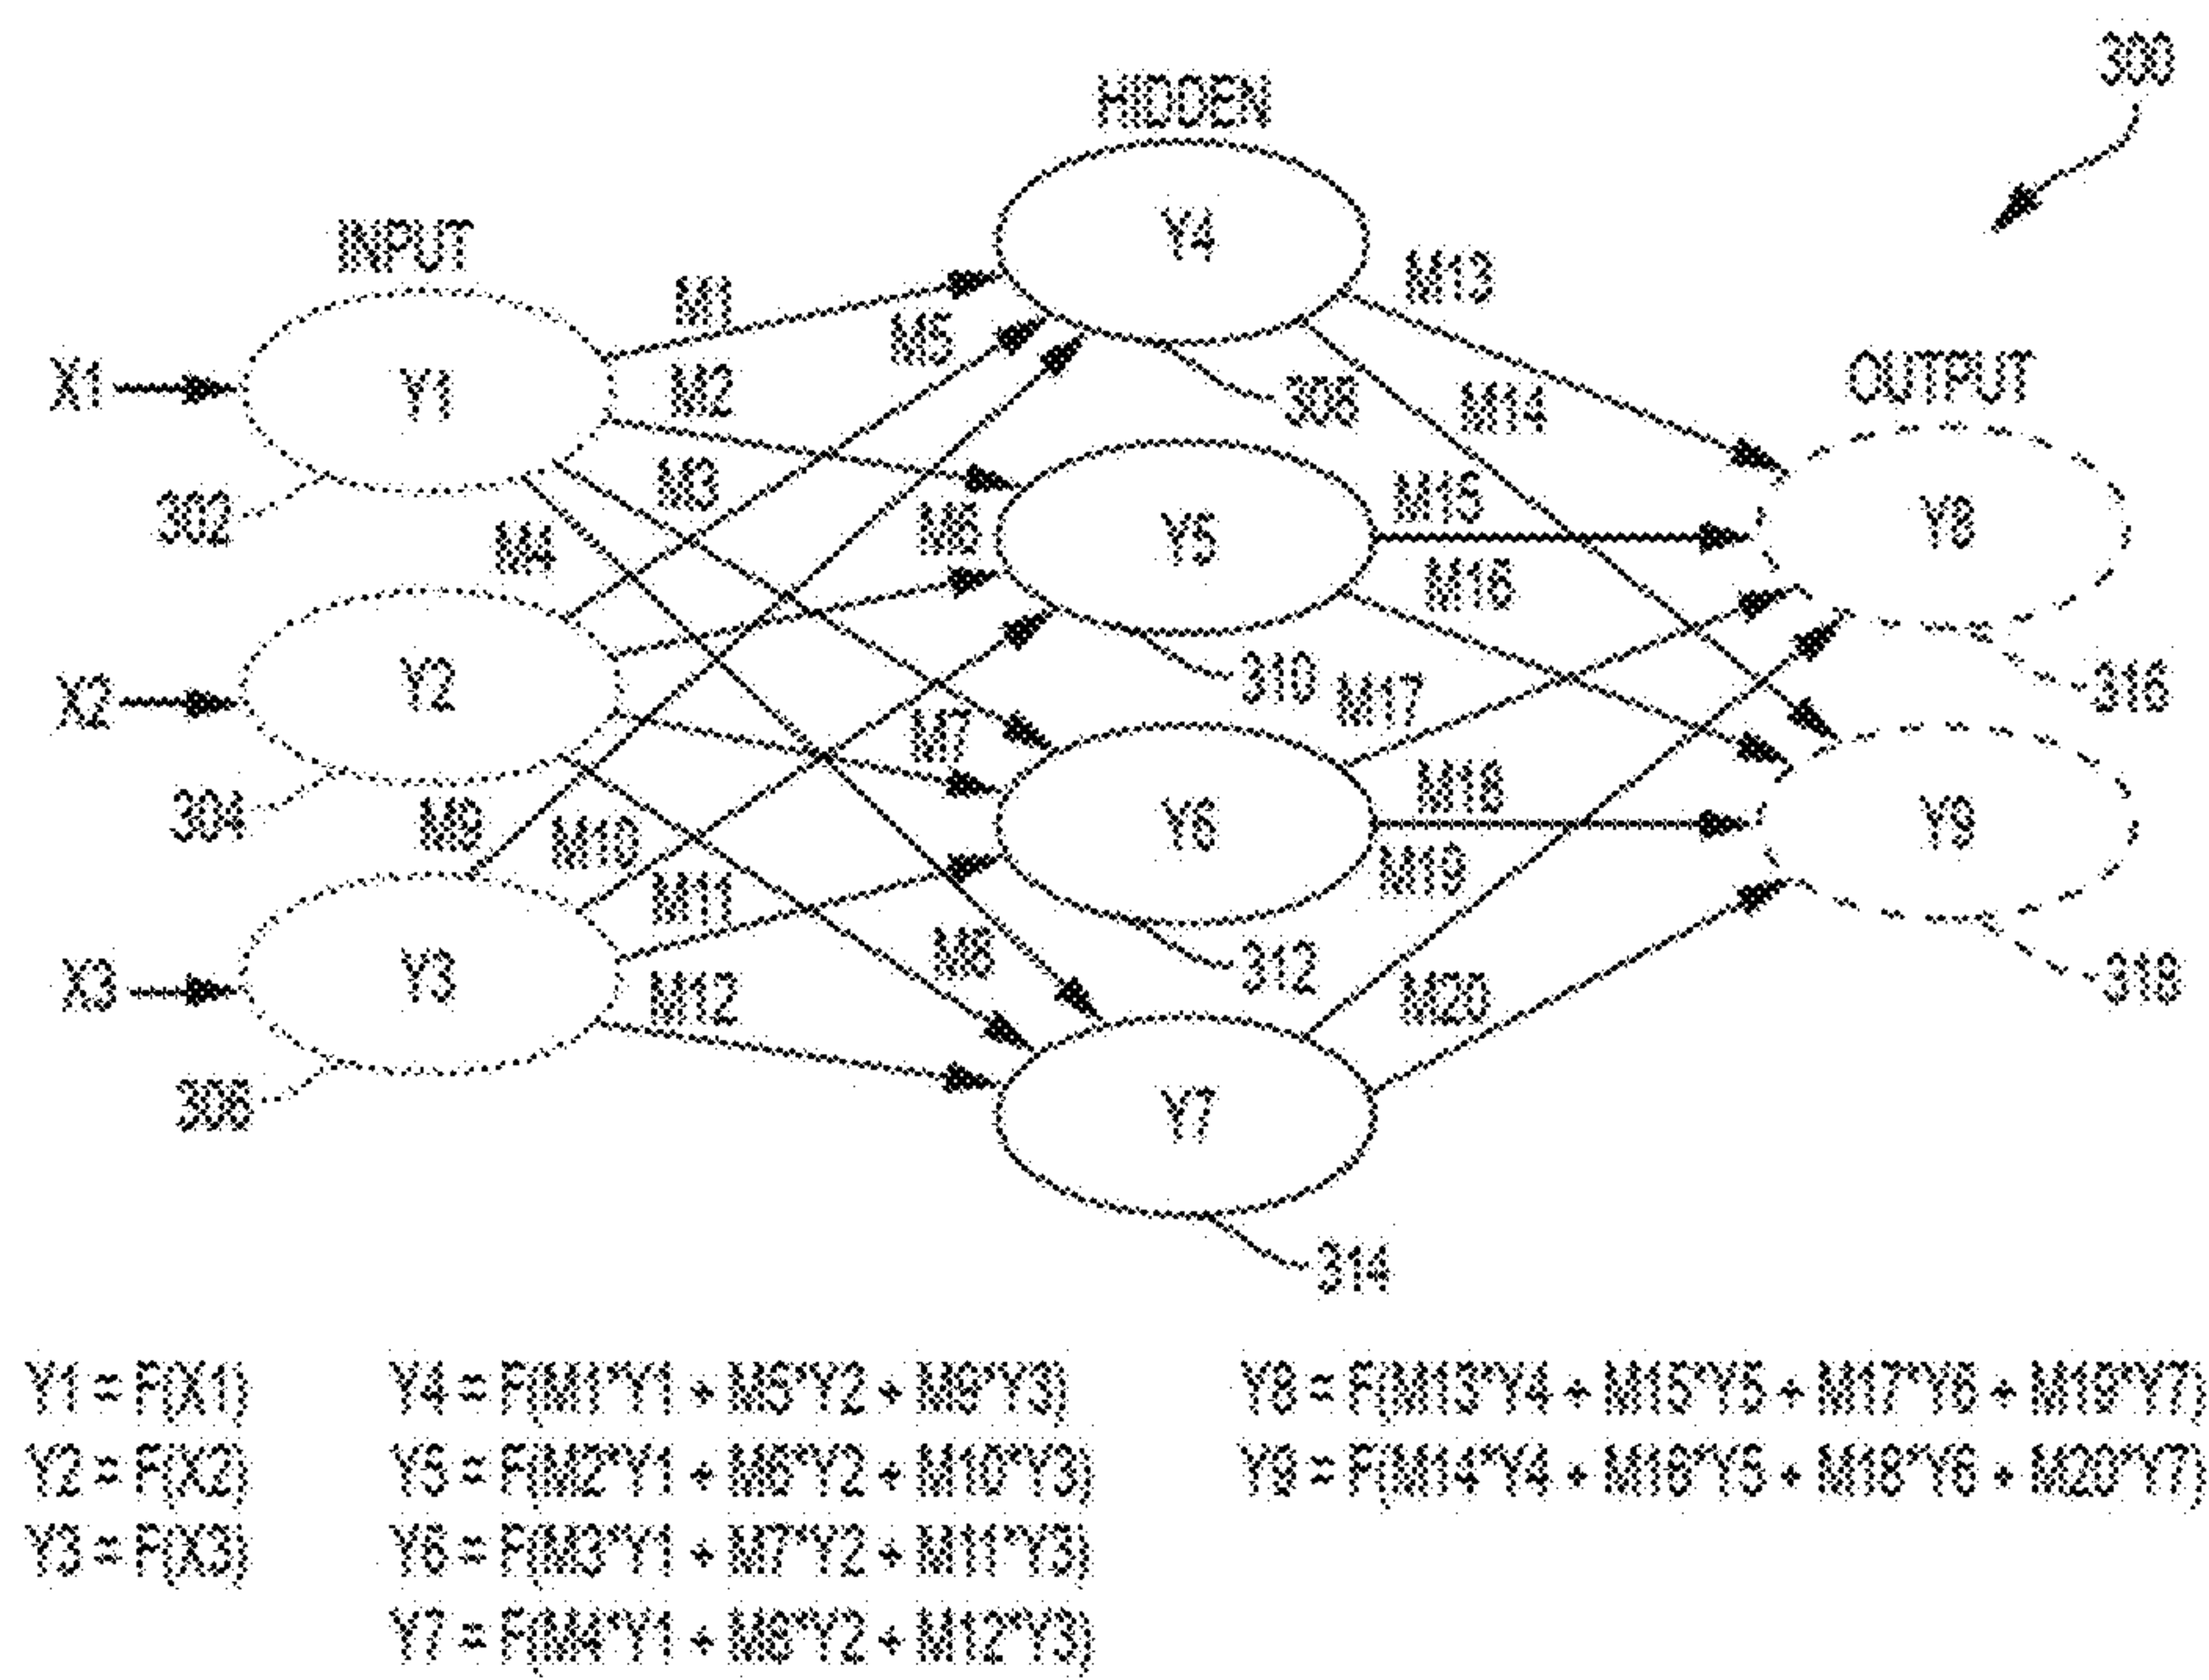 300
HIDDEN
INPUT
OUTPUT
X1
Y1
302
X2
Y2
304
X3
Y3
M1
M2
M3
M4
M5
M6
M7
M8
M9
M10
M11
M12
Y4
308
Y5
310
Y6
312
Y7
314
M13
M14
M15
M16
M17
M18
M19
M20
Y8
316
Y9
318
Y1 = F(X1)
Y2 = F(X2)
Y3 = F(X3)
Y4 = F(M1*Y1 + M5*Y2 + M9*Y3)
Y5 = F(M2*Y1 + M6*Y2 + M10*Y3)
Y6 = F(M3*Y1 + M7*Y2 + M11*Y3)
Y7 = F(M4*Y1 + M8*Y2 + M12*Y3)
Y8 = F(M13*Y4 + M15*Y5 + M17*Y6 + M19*Y7)
Y9 = F(M14*Y4 + M16*Y5 + M18*Y6 + M20*Y7)